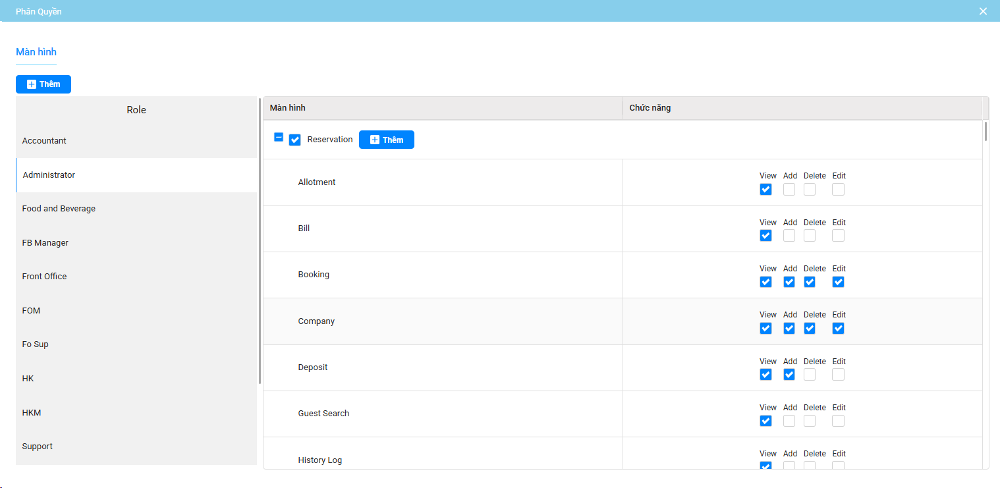 Phân Quyền
Màn hình
Thêm
Role
Accountant
Administrator
Food and Beverage
FB Manager
Front Office
FOM
Fo Sup
HK
HKM
Support
Màn hình Chức năng
Reservation Thêm
View Add Delete Edit
Allotment
View Add Delete Edit
Bill
View Add Delete Edit
Booking
View Add Delete Edit
Company
View Add Delete Edit
Deposit
View Add Delete Edit
Guest Search
View Add Delete Edit
History Log